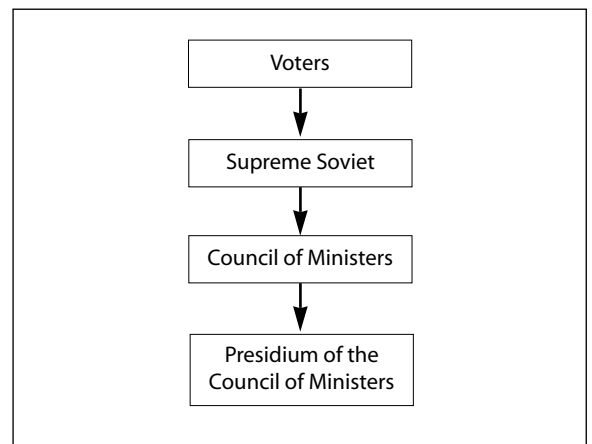 Voters
Supreme Soviet
Council of Ministers
Presidium of the
Council of Ministers